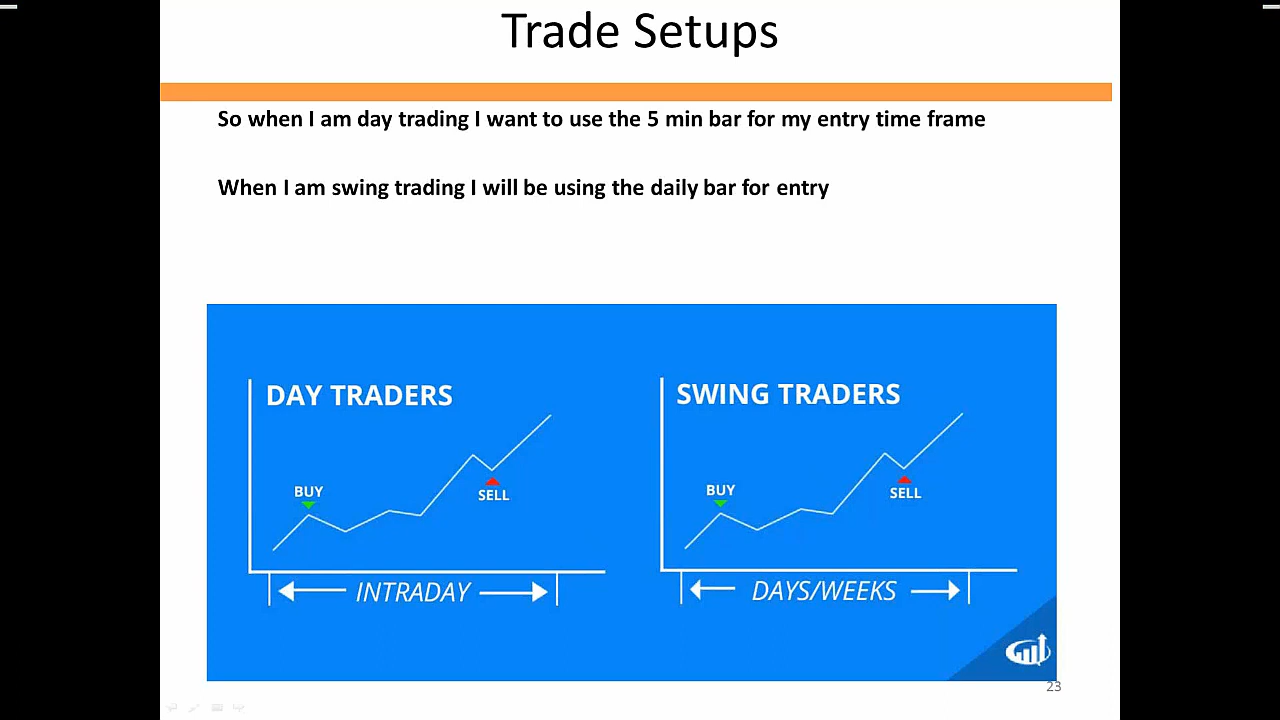 Trade Setups
So when I am day trading I want to use the 5 min bar for my entry time frame
When I am swing trading I will be using the daily bar for entry
DAY TRADERS
BUY
SELL
INTRADAY
SWING TRADERS
BUY
SELL
DAYS/WEEKS
23